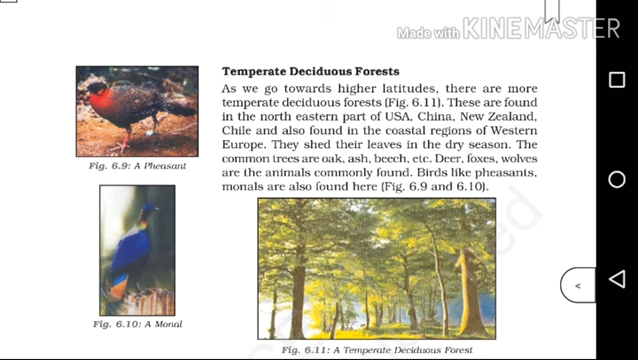 Made with KINEMASTER
Temperate Deciduous Forests
As we go towards higher latitudes, there are more
temperate deciduous forests (Fig. 6.11). These are found
in the north eastern part of USA, China, New Zealand,
Chile and also found in the coastal regions of Western
Europe. They shed their leaves in the dry season. The
common trees are oak, ash, beech, etc. Deer, foxes, wolves
are the animals commonly found. Birds like pheasants,
monals are also found here (Fig. 6.9 and 6.10).
Fig. 6.9: A Pheasant
Fig. 6.10: A Monal
Fig. 6.11: A Temperate Deciduous Forest